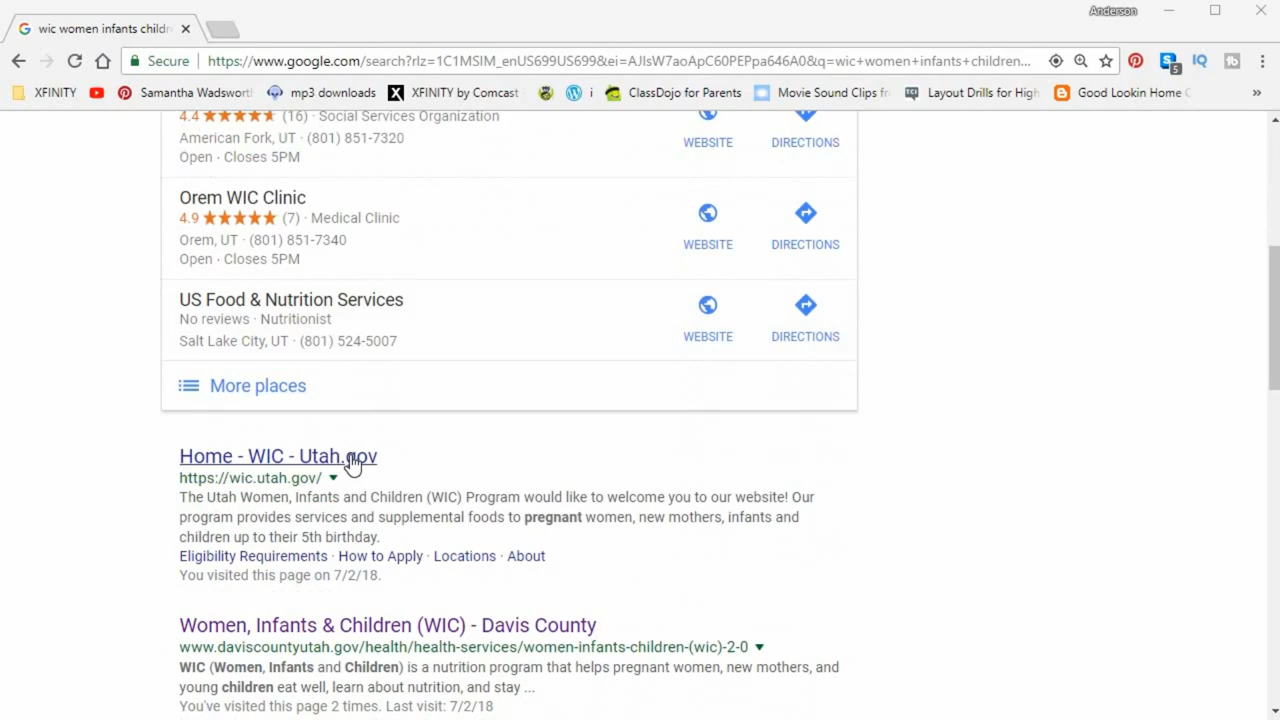 Anderson
wic women infants childr
Secure
https://www.google.com/search?rlz=1C1NSIM_enUS699US699&ei=AJIsW7aoApC60PEPpa646A0&q=wic+women+infants+children...
5
IQ
XFINITY
Samantha Wadswort
mp3 downloads
X
XFINITY by Comcast
i
ClassDojo for Parents
Movie Sound Clips fr
Layout Drills for High
Good Lookin Home C
»
4.4 (16) · Social Services Organization
American Fork, UT · (801) 851-7320
Open · Closes 5PM
WEBSITE
DIRECTIONS
Orem WIC Clinic
4.9 (7) · Medical Clinic
Orem, UT · (801) 851-7340
Open · Closes 5PM
WEBSITE
DIRECTIONS
US Food & Nutrition Services
No reviews · Nutritionist
Salt Lake City, UT · (801) 524-5007
WEBSITE
DIRECTIONS
More places
Home - WIC - Utah.gov
https://wic.utah.gov/
The Utah Women, Infants and Children (WIC) Program would like to welcome you to our website! Our
program provides services and supplemental foods to pregnant women, new mothers, infants and
children up to their 5th birthday.
Eligibility Requirements · How to Apply · Locations · About
You visited this page on 7/2/18.
Women, Infants & Children (WIC) - Davis County
www.daviscountyutah.gov/health/health-services/women-infants-children-(wic)-2-0
WIC (Women, Infants and Children) is a nutrition program that helps pregnant women, new mothers, and
young children eat well, learn about nutrition, and stay ...
You've visited this page 2 times. Last visit: 7/2/18